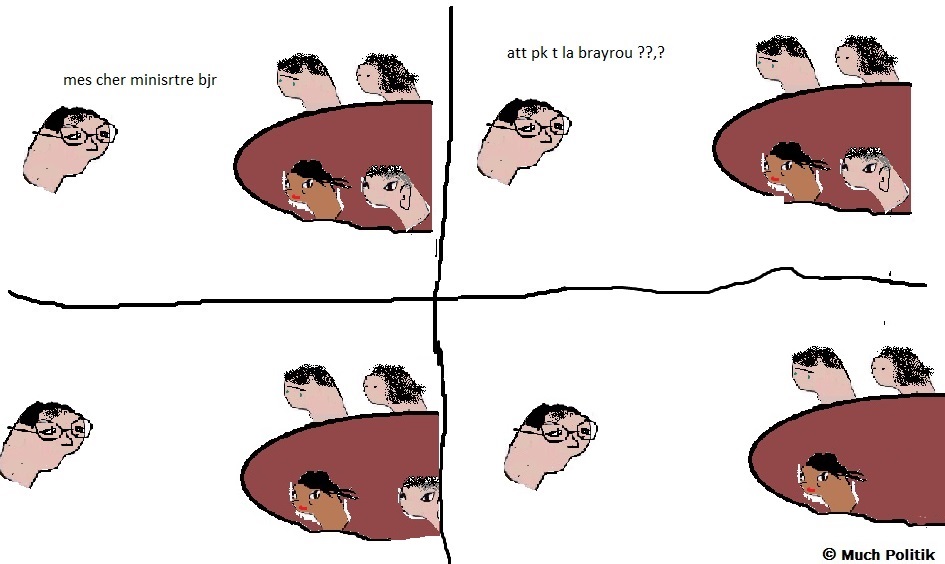 mes cher minisrtre bjr
att pk t la brayrou ??,?
© Much Politik